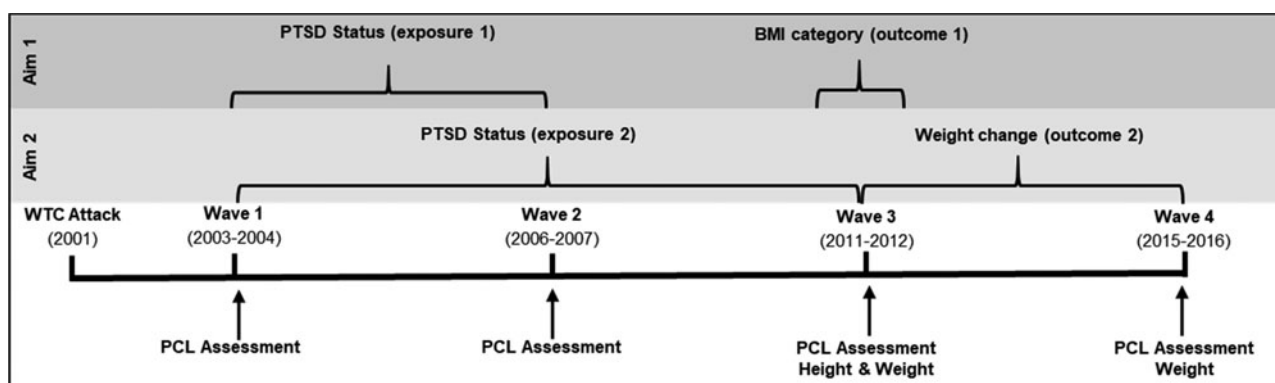 Aim 1
PTSD Status (exposure 1)
BMI category (outcome 1)
Aim 2
PTSD Status (exposure 2)
Weight change (outcome 2)
WTC Attack
(2001)
Wave 1
(2003-2004)
Wave 2
(2006-2007)
Wave 3
(2011-2012)
Wave 4
(2015-2016)
PCL Assessment
PCL Assessment
PCL Assessment
Height & Weight
PCL Assessment
Weight